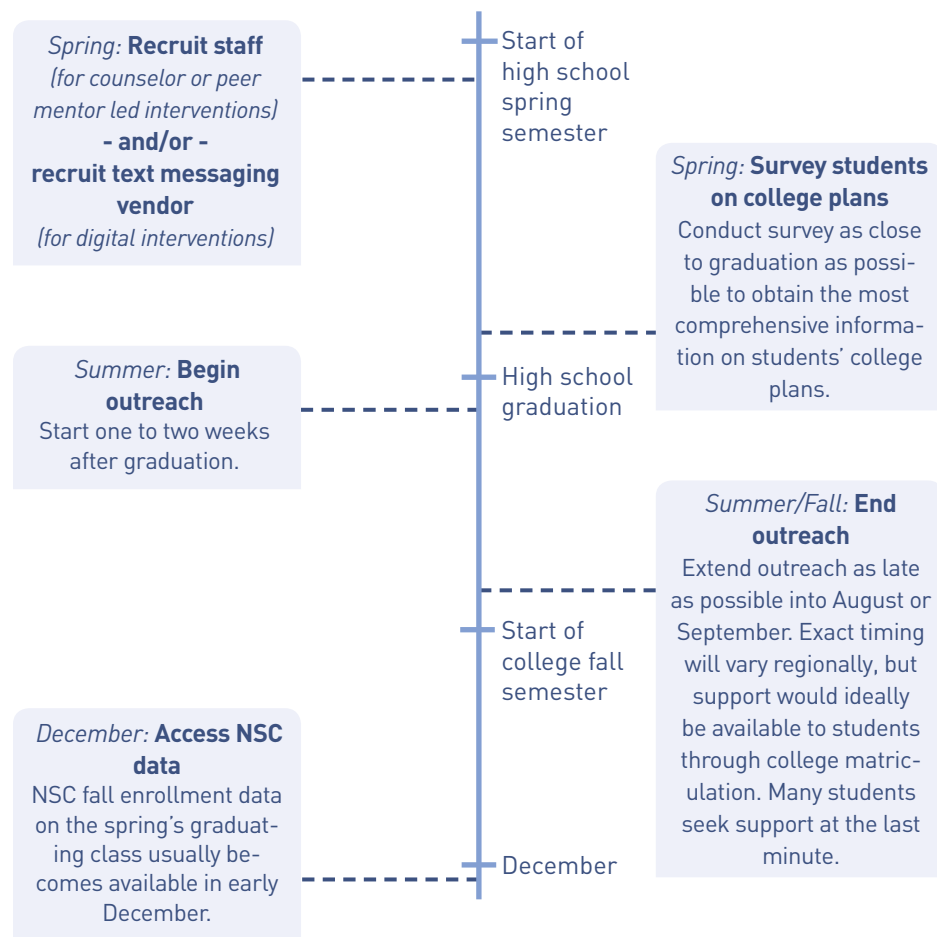 Spring: Recruit staff
(for counselor or peer
mentor led interventions)
- and/or -
recruit text messaging
vendor
(for digital interventions)
Start of
high school
spring
semester
Spring: Survey students
on college plans
Conduct survey as close
to graduation as possi-
ble to obtain the most
comprehensive informa-
tion on students' college
plans.
Summer: Begin
outreach
Start one to two weeks
after graduation.
High school
graduation
Summer/Fall: End
outreach
Extend outreach as late
as possible into August or
September. Exact timing
will vary regionally, but
support would ideally
be available to students
through college matric-
ulation. Many students
seek support at the last
minute.
Start of
college fall
semester
December: Access NSC
data
NSC fall enrollment data
on the spring's graduat-
ing class usually be-
comes available in early
December.
December